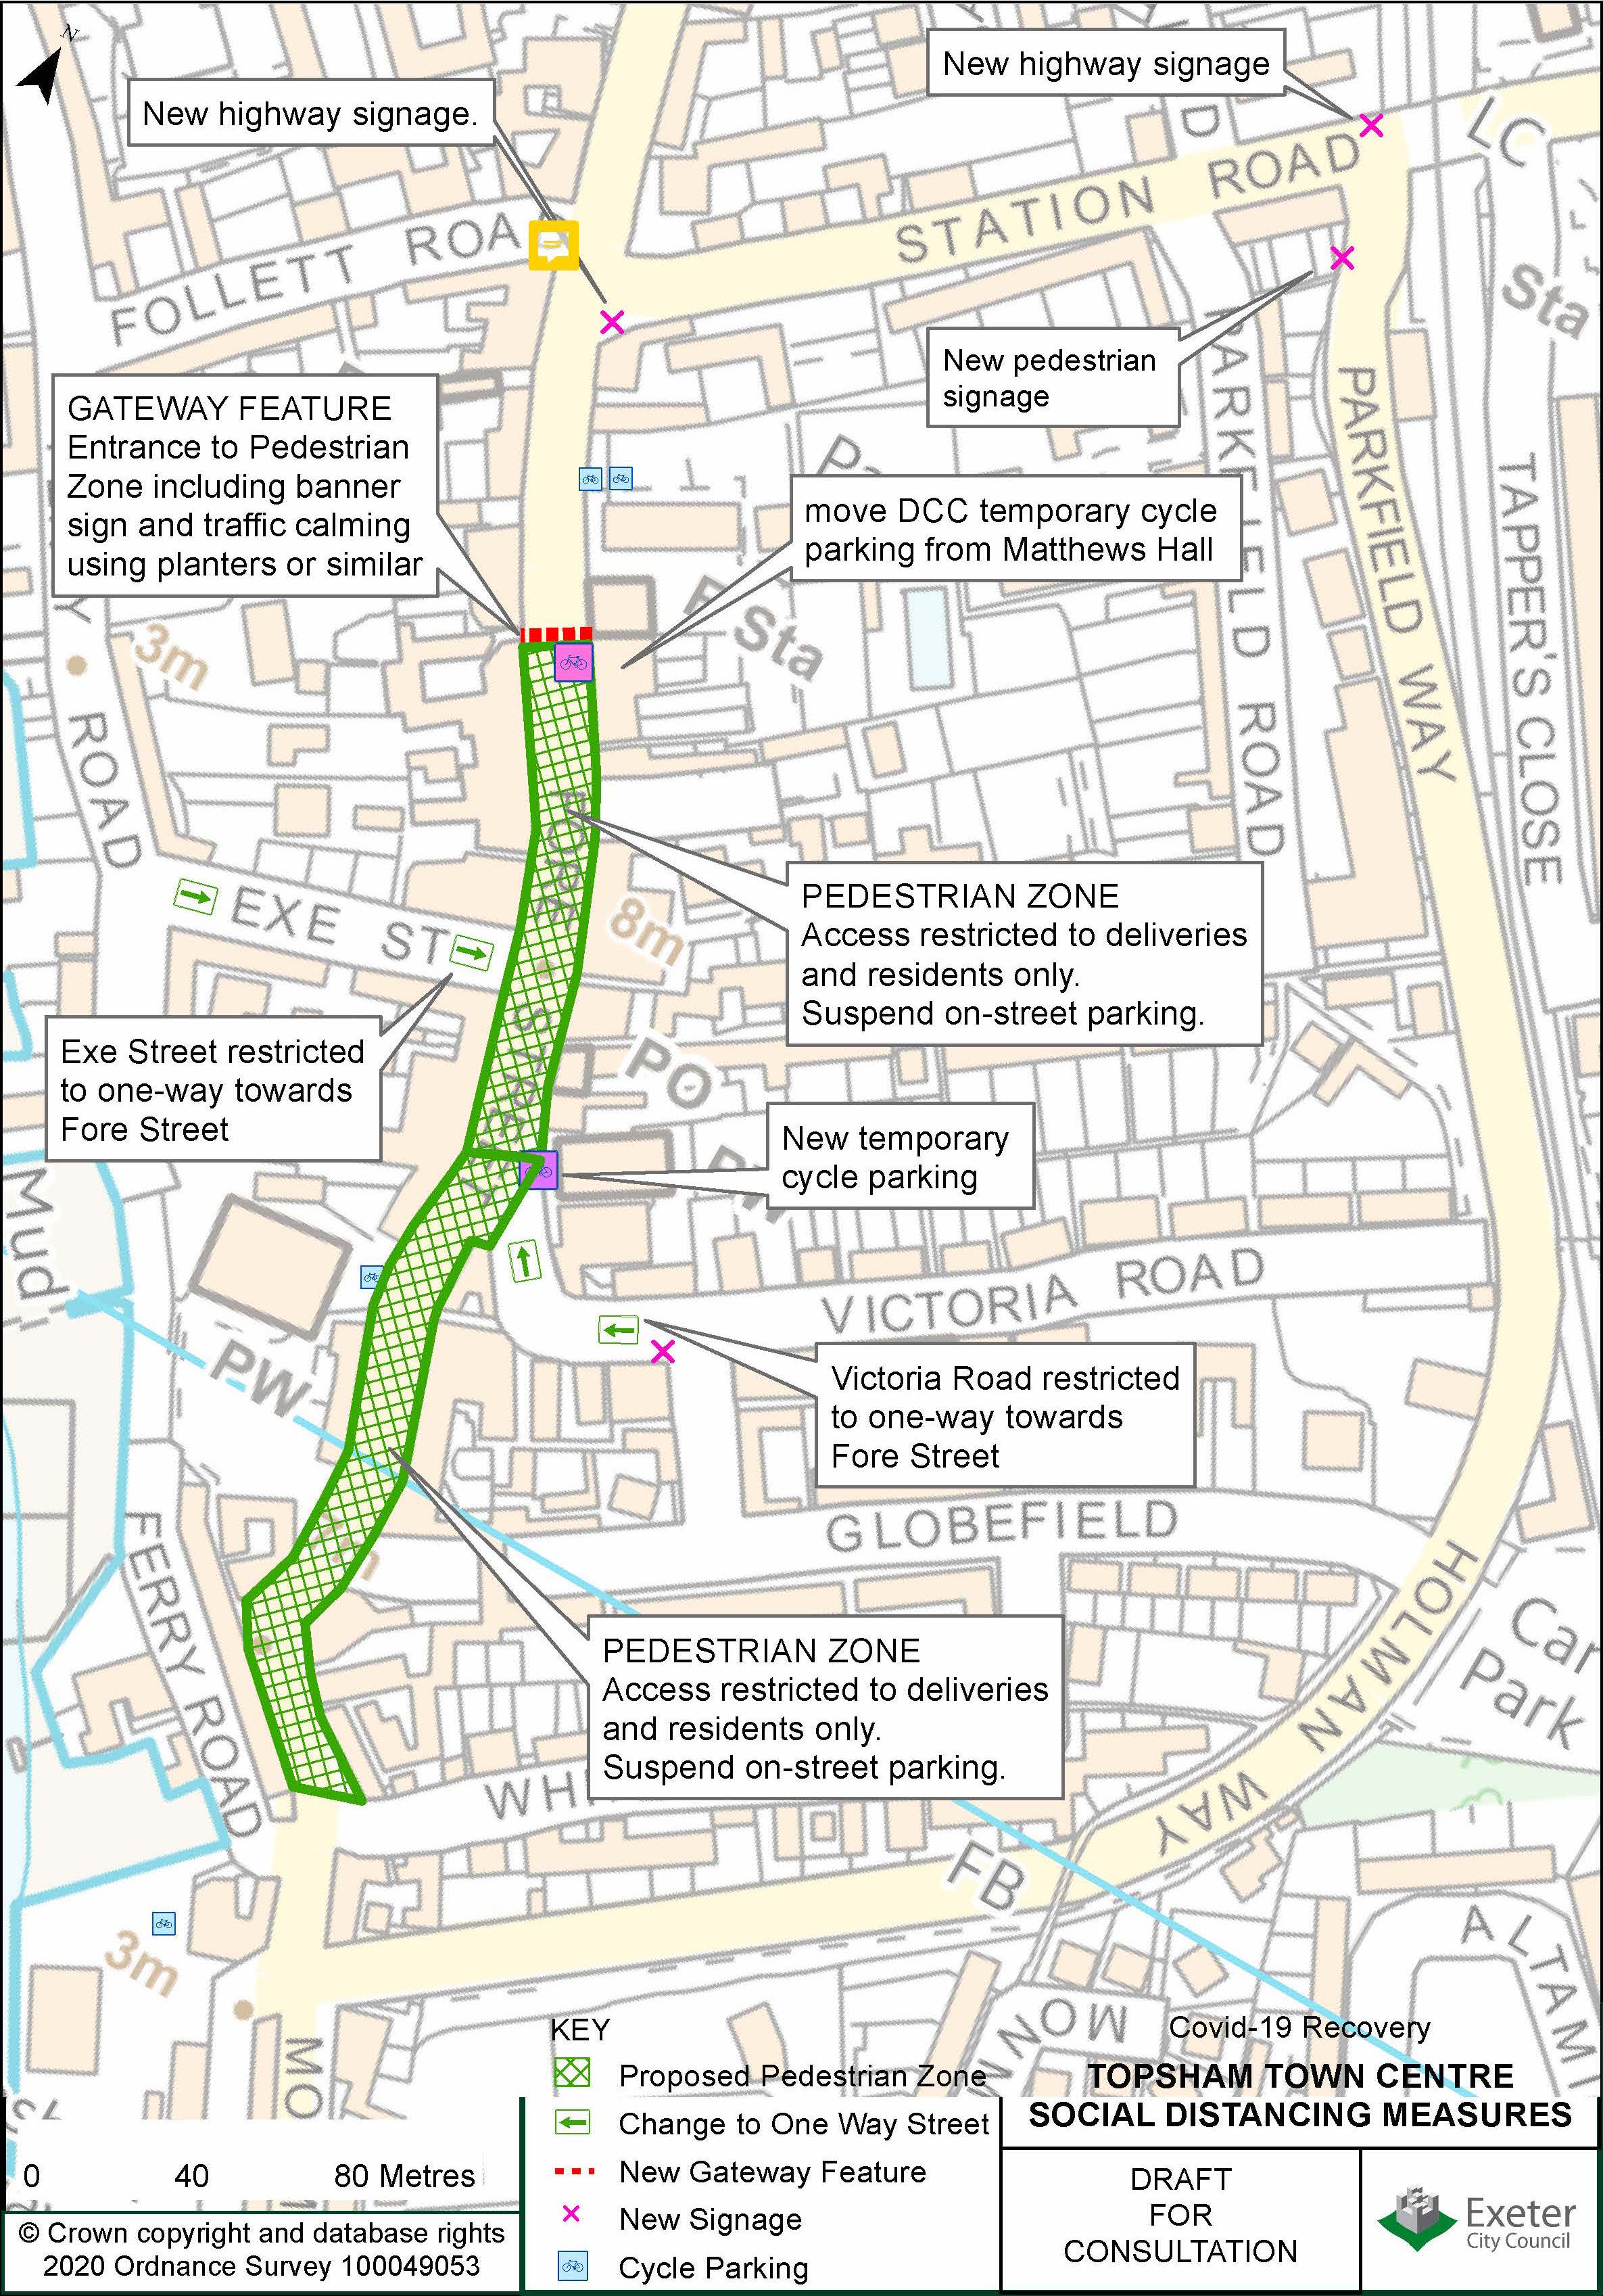 N
New highway signage.
New highway signage
LC
STATION ROAD
FOLLETT ROA
Sta
New pedestrian
signage
GATEWAY FEATURE
Entrance to Pedestrian
Zone including banner
sign and traffic calming
using planters or similar
PARKFIELD ROAD
PARKFIELD WAY
TAPPER'S CLOSE
move DCC temporary cycle
parking from Matthews Hall
Sta
3m
ROAD
FORE STREET
EXE ST
8m
PEDESTRIAN ZONE
Access restricted to deliveries
and residents only.
Suspend on-street parking.
Exe Street restricted
to one-way towards
Fore Street
PO
New temporary
cycle parking
PW
Mud
VICTORIA ROAD
PW
Victoria Road restricted
to one-way towards
Fore Street
GLOBEFIELD
FERRY ROAD
HOLMAN WAY
Car
Park
PEDESTRIAN ZONE
Access restricted to deliveries
and residents only.
Suspend on-street parking.
WHI
FB
3m
ALTAMI
MO
MONM
KEY
Proposed Pedestrian Zone
Change to One Way Street
New Gateway Feature
New Signage
Cycle Parking
Covid-19 Recovery
TOPSHAM TOWN CENTRE
SOCIAL DISTANCING MEASURES
DRAFT
FOR
CONSULTATION
Exeter
City Council
0 40 80 Metres
© Crown copyright and database rights
2020 Ordnance Survey 100049053